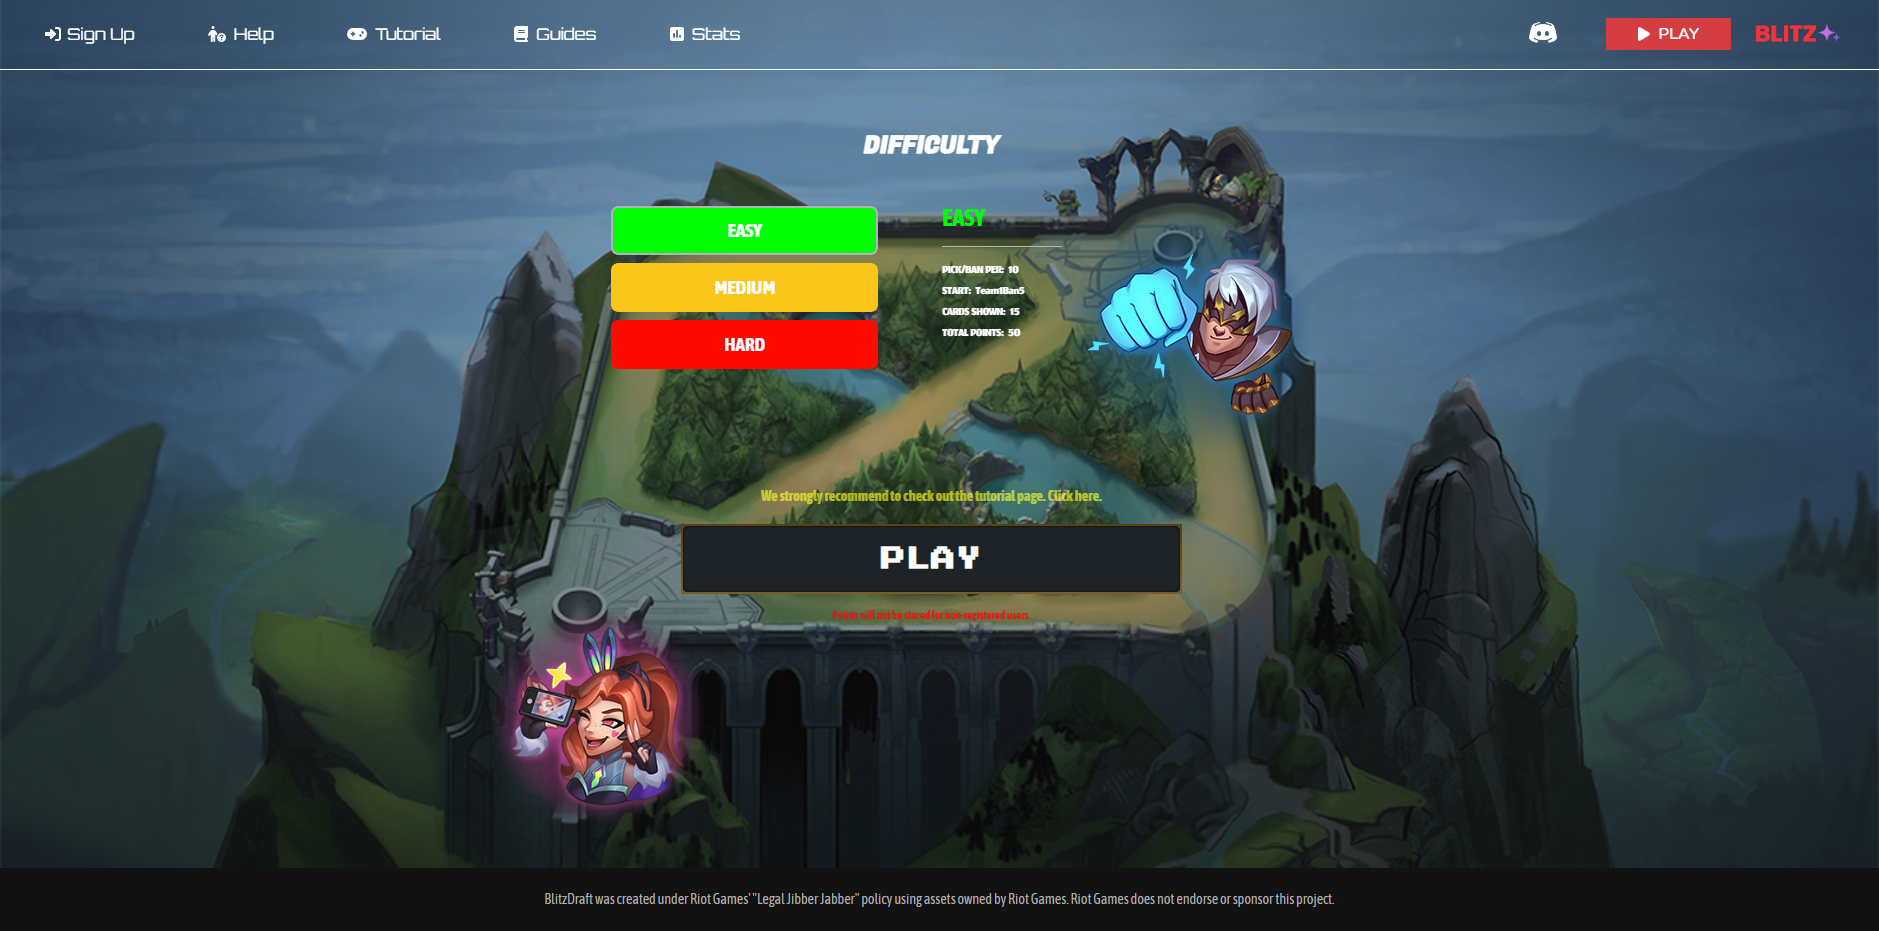 Sign Up
Help
Tutorial
Guides
Stats
PLAY
BLITZ
DIFFICULTY
EASY
MEDIUM
HARD
EASY
PICK/BAN PER: 10
START: Team1Ban5
CARDS SHOWN: 15
TOTAL POINTS: 50
We strongly recommend to check out the tutorial page. Click here.
PLAY
Points will not be stored for non-registered users.
BlitzDraft was created under Riot Games' "Legal Jibber Jabber" policy using assets owned by Riot Games. Riot Games does not endorse or sponsor this project.